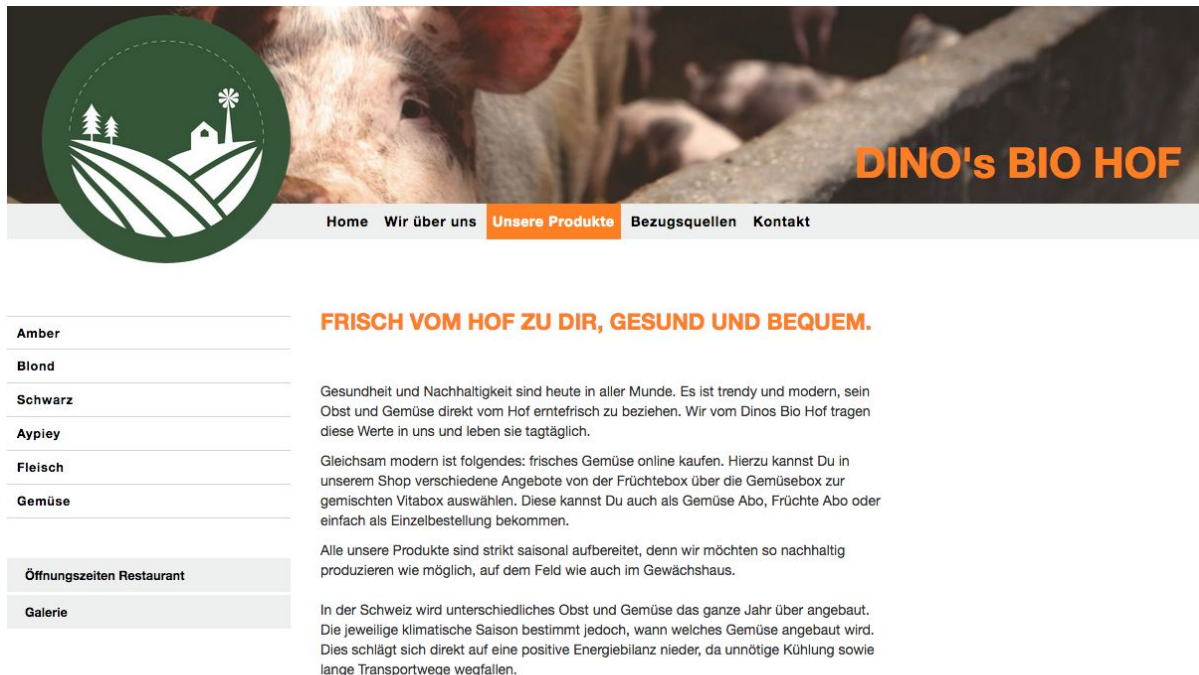 DINO's BIO HOF
Home Wir über uns Unsere Produkte Bezugsquellen Kontakt
Amber
Blond
Schwarz
Aypiey
Fleisch
Gemüse
Öffnungszeiten Restaurant
Galerie
FRISCH VOM HOF ZU DIR, GESUND UND BEQUEM.
Gesundheit und Nachhaltigkeit sind heute in aller Munde. Es ist trendy und modern, sein
Obst und Gemüse direkt vom Hof erntefrisch zu beziehen. Wir vom Dinos Bio Hof tragen
diese Werte in uns und leben sie tagtäglich.
Gleichsam modern ist folgendes: frisches Gemüse online kaufen. Hierzu kannst Du in
unserem Shop verschiedene Angebote von der Früchtebox über die Gemüsebox zur
gemischten Vitabox auswählen. Diese kannst Du auch als Gemüse Abo, Früchte Abo oder
einfach als Einzelbestellung bekommen.
Alle unsere Produkte sind strikt saisonal aufbereitet, denn wir möchten so nachhaltig
produzieren wie möglich, auf dem Feld wie auch im Gewächshaus.
In der Schweiz wird unterschiedliches Obst und Gemüse das ganze Jahr über angebaut.
Die jeweilige klimatische Saison bestimmt jedoch, wann welches Gemüse angebaut wird.
Dies schlägt sich direkt auf eine positive Energiebilanz nieder, da unnötige Kühlung sowie
lange Transportwege wegfallen.